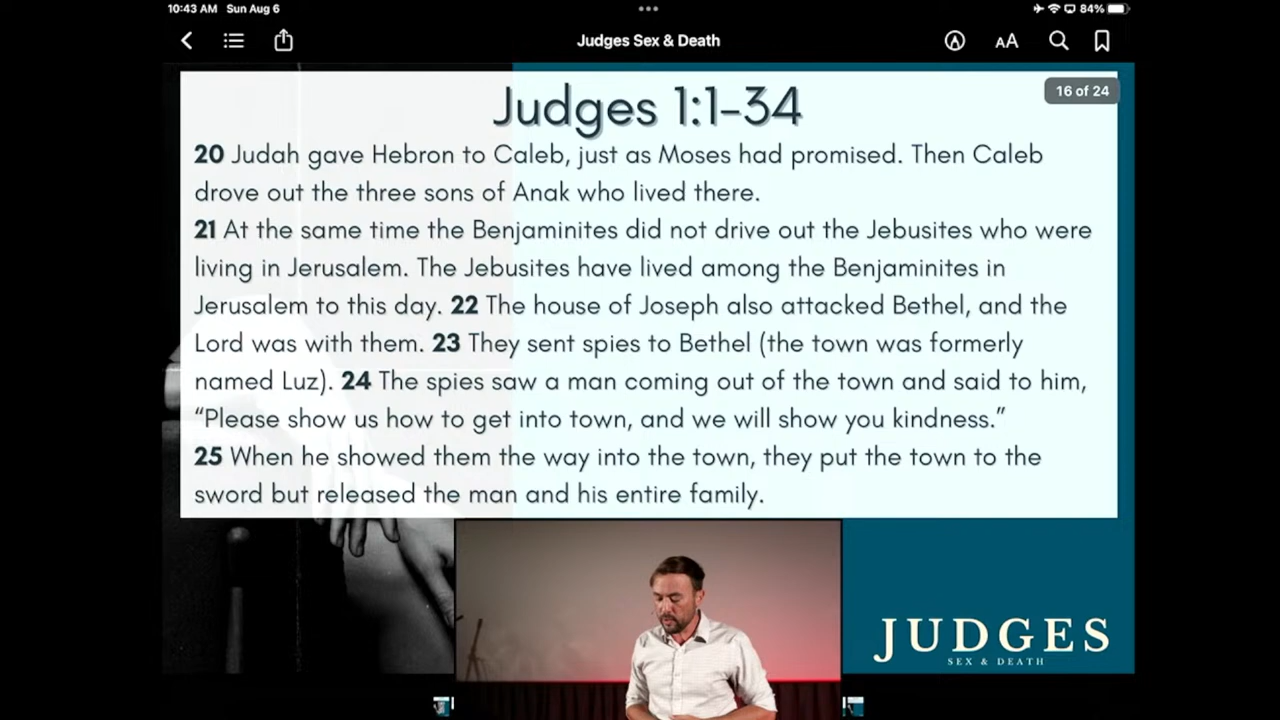 10:43 AM Sun Aug 6
84%
Judges Sex & Death
AA
16 of 24
Judges 1:1-34
20 Judah gave Hebron to Caleb, just as Moses had promised. Then Caleb
drove out the three sons of Anak who lived there.
21 At the same time the Benjaminites did not drive out the Jebusites who were
living in Jerusalem. The Jebusites have lived among the Benjaminites in
Jerusalem to this day. 22 The house of Joseph also attacked Bethel, and the
Lord was with them. 23 They sent spies to Bethel (the town was formerly
named Luz). 24 The spies saw a man coming out of the town and said to him,
“Please show us how to get into town, and we will show you kindness.”
25 When he showed them the way into the town, they put the town to the
sword but released the man and his entire family.
JUDGES
SEX & DEATH